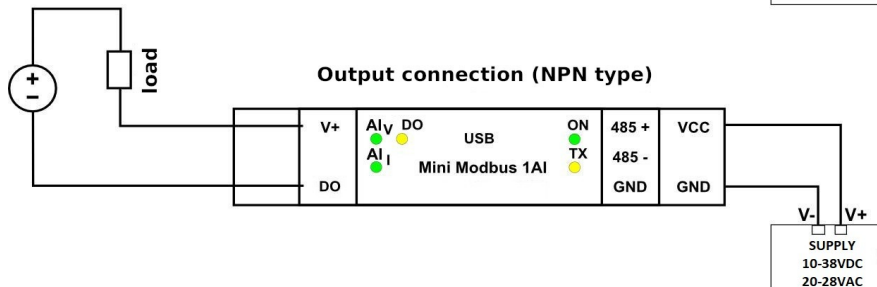 Output connection (NPN type)
load
+
−
V+ AIV DO USB ON 485 + VCC
AII Mini Modbus 1AI TX 485 -
DO GND GND
V- V+
SUPPLY
10-38VDC
20-28VAC